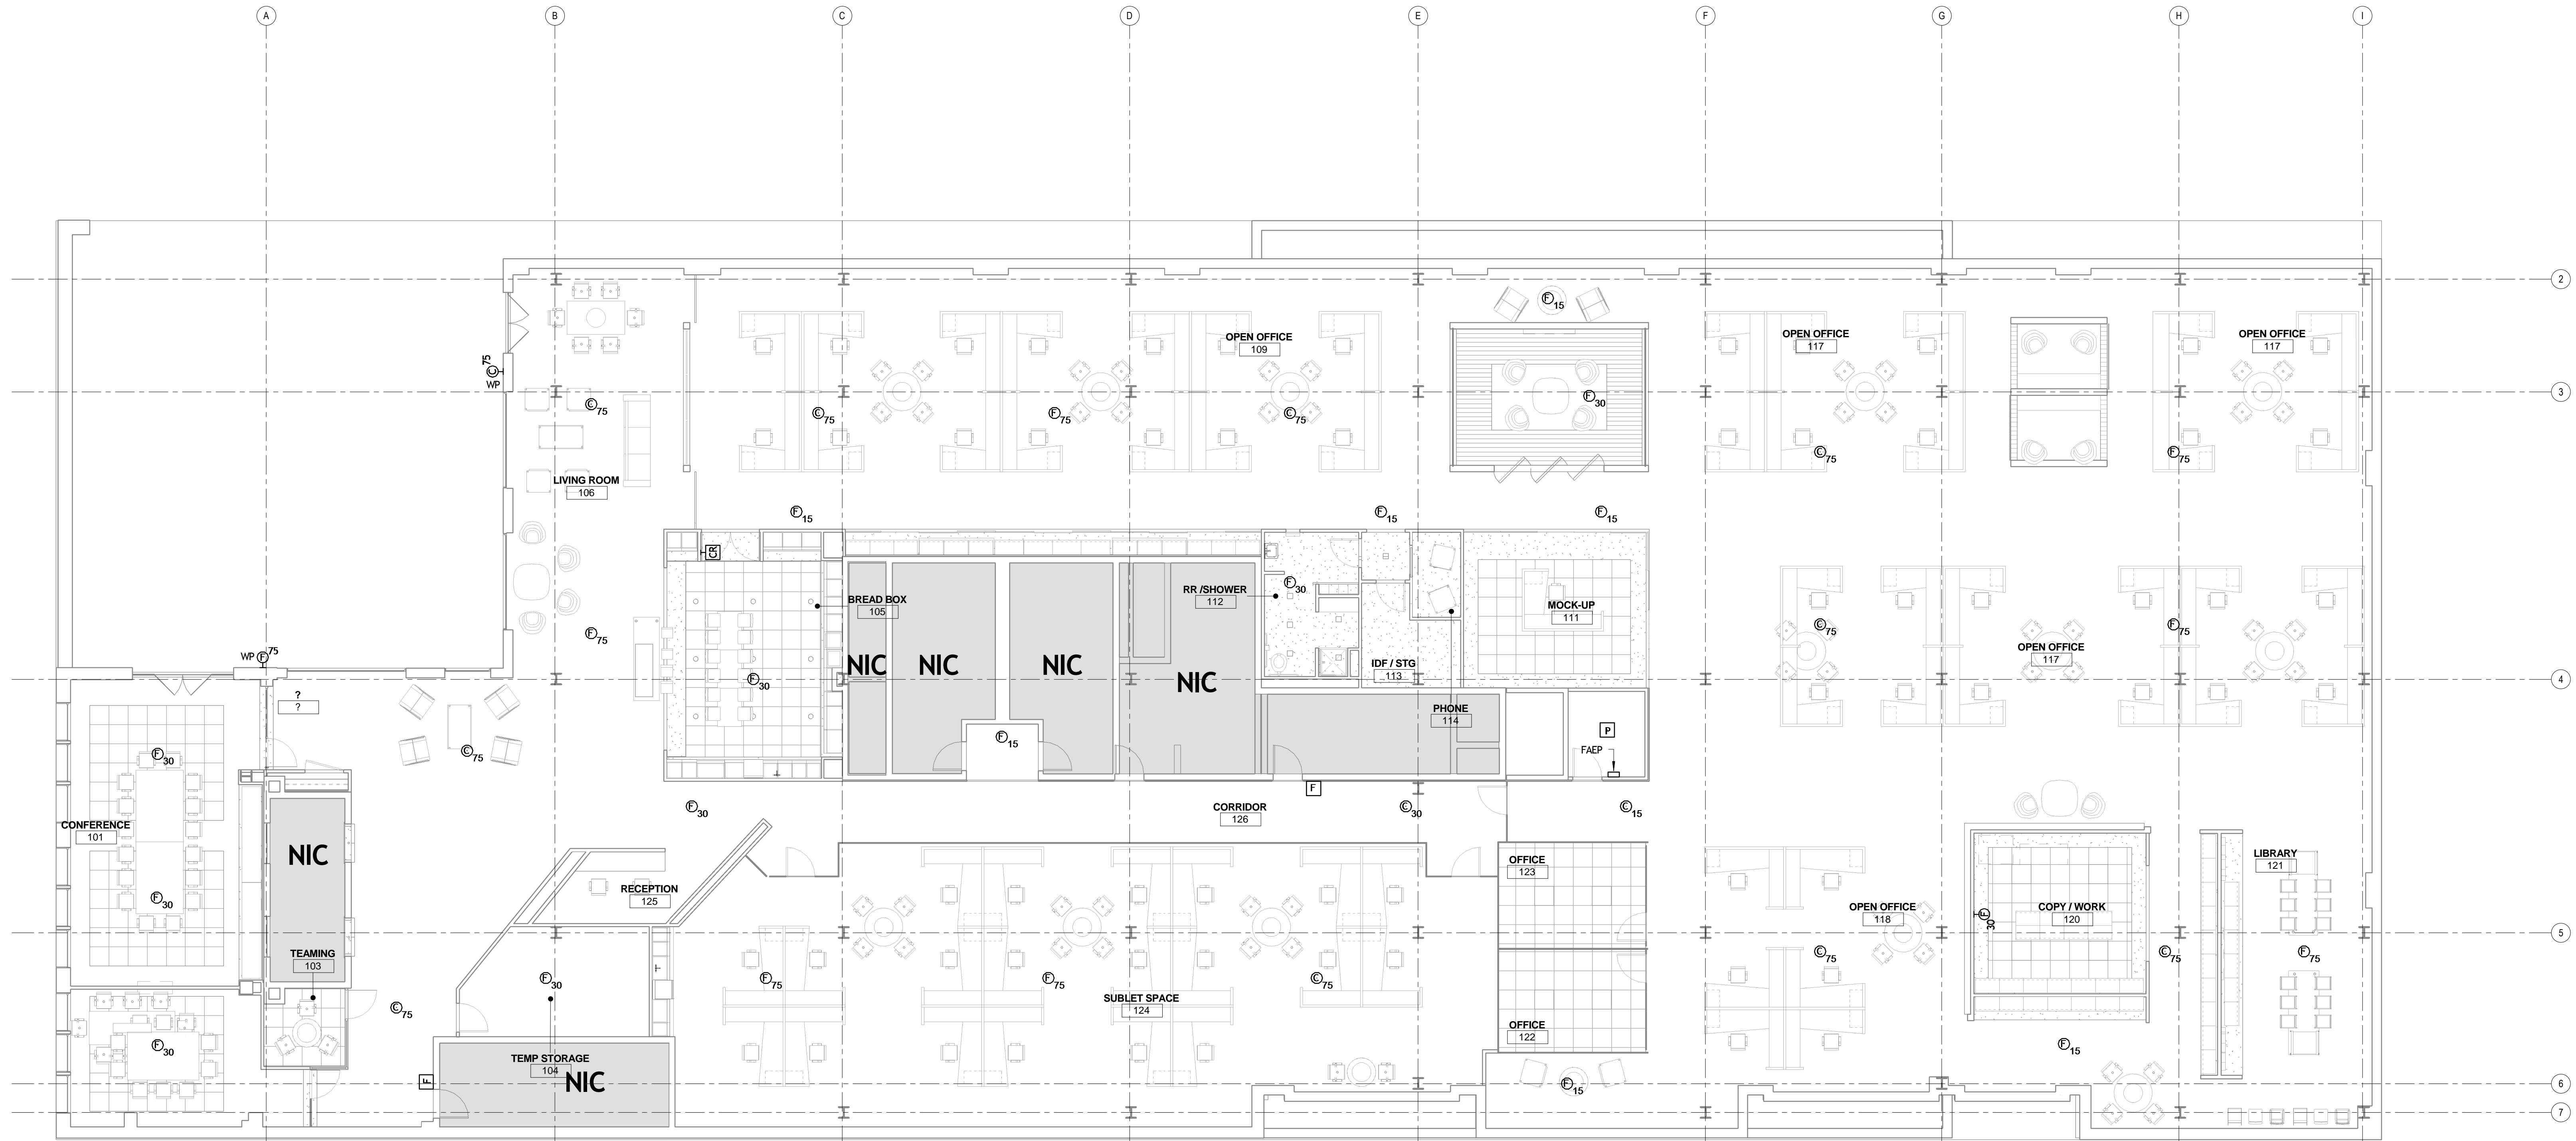 A B C D E F G H I
2
F 15
OPEN OFFICE
109
OPEN OFFICE
117
OPEN OFFICE
117
C 75
WP
3
C 75
C 75
F 75
C 75
F 30
C 75
F 75
LIVING ROOM
106
F 15
F 15
F 15
CR
F 30
RR /SHOWER
112
BREAD BOX
105
MOCK-UP
111
C 75
F 75
F 75
OPEN OFFICE
117
WP F 75
NIC
NIC
NIC
NIC
IDF / STG
113
F 30
4
?
?
PHONE
114
P
FAEP
F 15
C 75
F 30
F
F 30
CORRIDOR
126
C 30
C 15
CONFERENCE
101
NIC
OFFICE
123
LIBRARY
121
RECEPTION
125
F 30
OPEN OFFICE
118
F 30
COPY / WORK
120
5
TEAMING
103
C 75
C 75
F 75
F 30
F 75
F 75
C 75
SUBLET SPACE
124
C 75
OFFICE
122
F 30
F 15
TEMP STORAGE
104
NIC
F
F 15
6
7